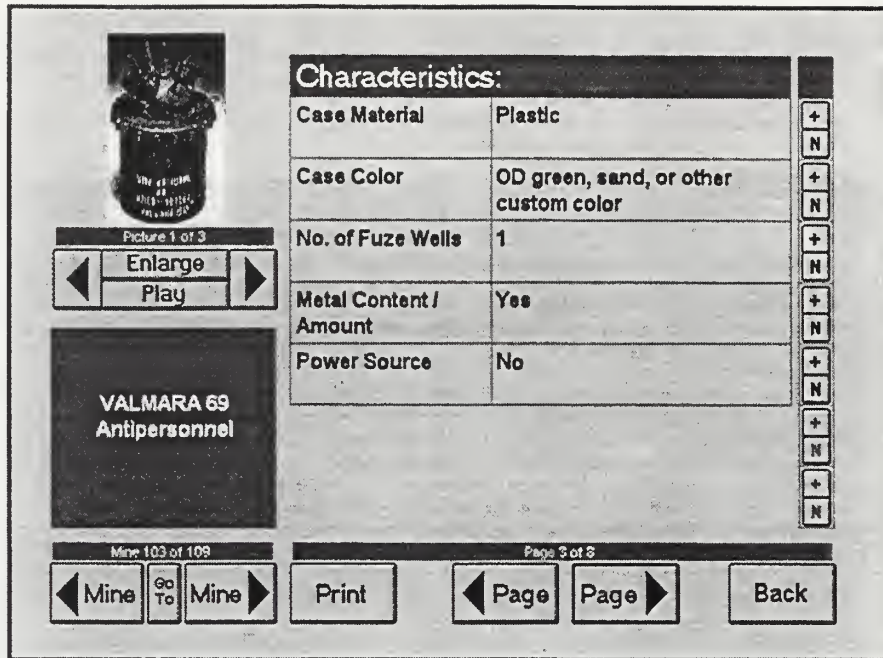 Picture 1 of 3
Enlarge
Play
VALMARA 69
Antipersonnel
Characteristics:
Case Material Plastic
Case Color OD green, sand, or other
custom color
No. of Fuze Wells 1
Metal Content / Yes
Amount
Power Source No
+
N
+
N
+
N
+
N
+
N
+
N
+
N
Mine 103 of 109
Page 3 of 8
Mine Go To Mine Print Page Page Back